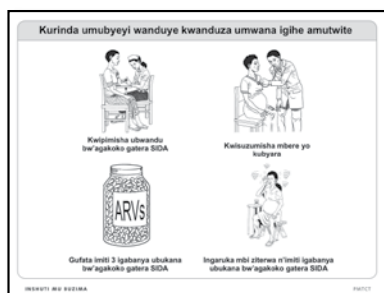 Kurinda umubyeyi wanduye kwanduza umwana igihe amutwite
Kwipimisha ubwandu
bw'agakoko gatera SIDA
Kwisuzumisha mbere yo
kubyara
ARVs
Gufata imiti 3 igabanya ubukana
bw'agakoko gatera SIDA
Ingaruka mbi ziterwa n'imiti igabanya
ubukana bw'agakoko gatera SIDA
INSHUTI MU BUZIMA
PMTCT